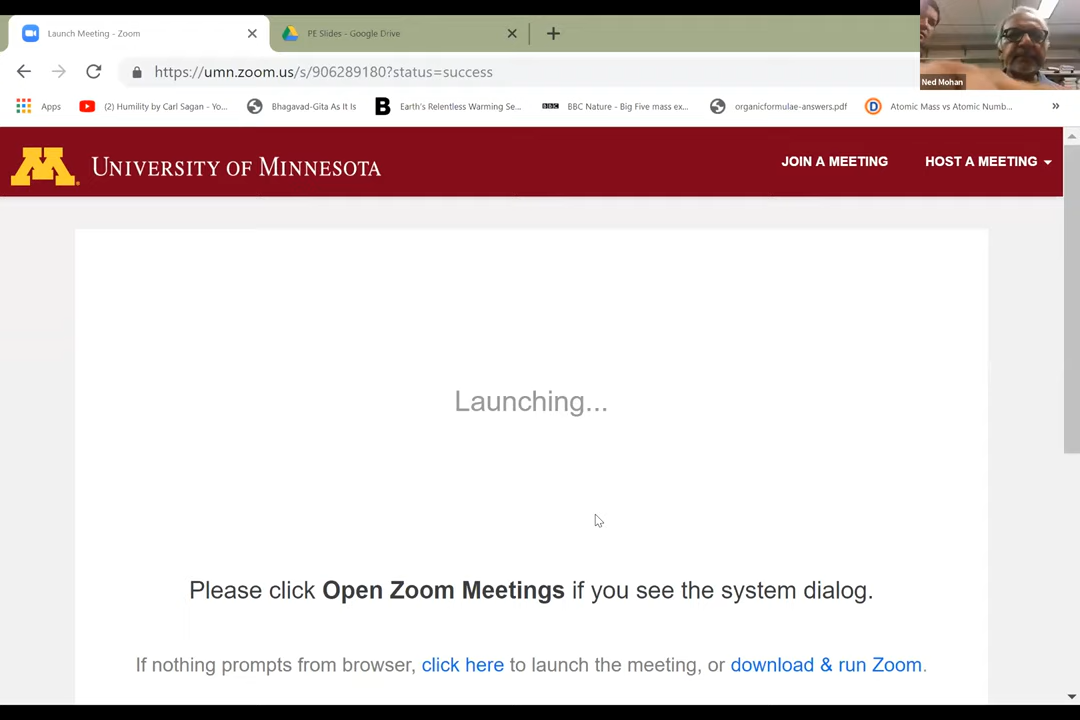 Launch Meeting - Zoom
PE Slides - Google Drive
https://umn.zoom.us/s/906289180?status=success
Ned Mohan
Apps
(2) Humility by Carl Sagan - Yo...
Bhagavad-Gita As It Is
B
Earth's Relentless Warming Se...
BBC
BBC Nature - Big Five mass ex...
organicformulae-answers.pdf
D
Atomic Mass vs Atomic Numb...
»
M
UNIVERSITY OF MINNESOTA
JOIN A MEETING
HOST A MEETING
Launching...
Please click Open Zoom Meetings if you see the system dialog.
If nothing prompts from browser, click here to launch the meeting, or download & run Zoom.